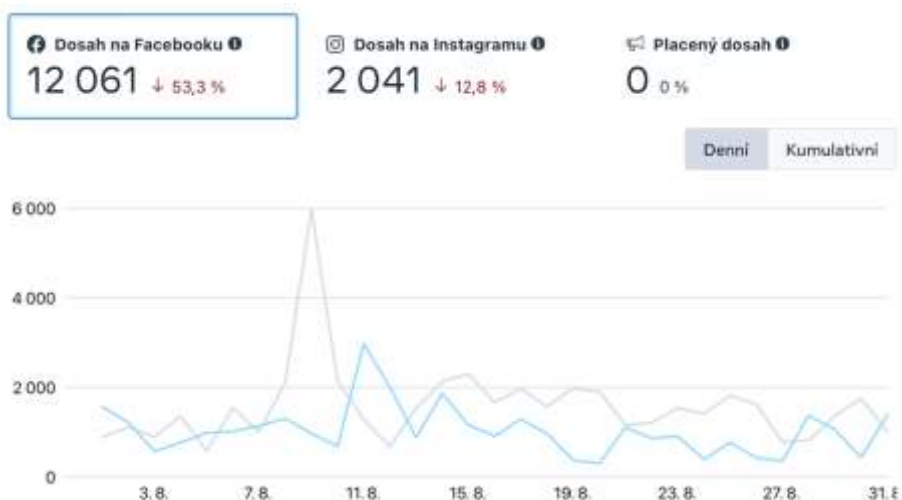 Dosah na Facebooku
12 061 ↓ 53,3 %
Dosah na Instagramu
2 041 ↓ 12,8 %
Placený dosah
0 0 %
Denní Kumulativní
6 000
4 000
2 000
0
3. 8. 7. 8. 11. 8. 15. 8. 19. 8. 23. 8. 27. 8. 31. 8